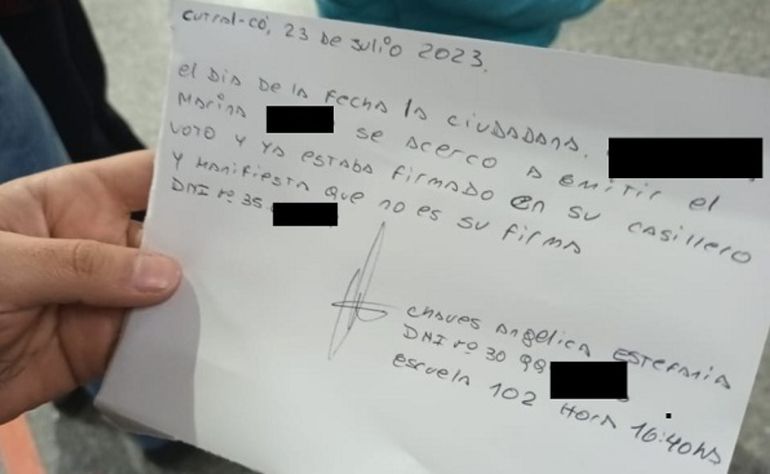 Cutral-Có, 23 de Julio 2023.
el DIA De la Fecha la ciudadana.
Marina se acerco a emitir el
voto y ya estaba firmado en su casillero
y manifiesta que no es su firma
DNI nº 35
Chaves Angelica Estefania
DNI nº 30 99
escuela 102 Hora 16:40hs